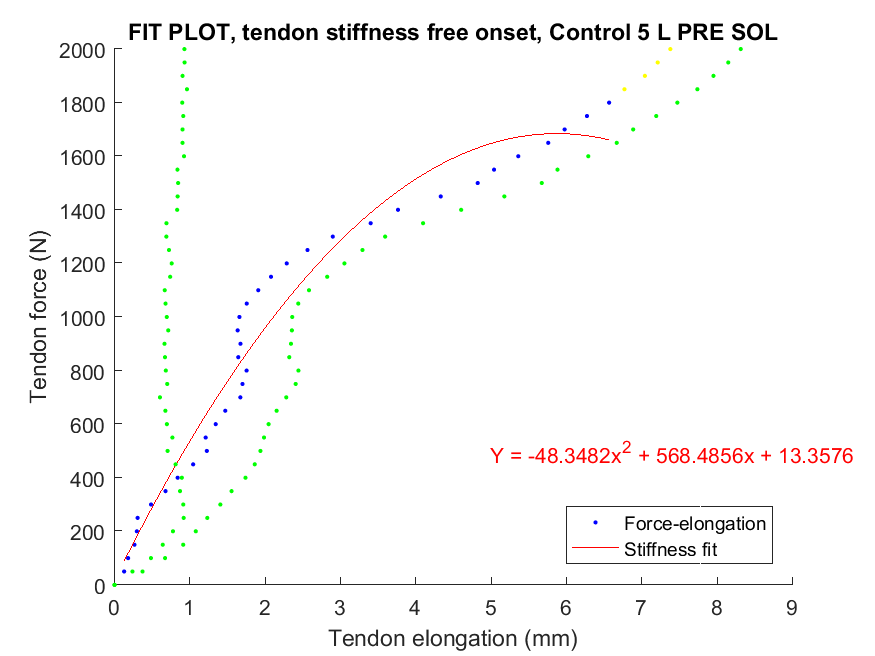 FIT PLOT, tendon stiffness free onset, Control 5 L PRE SOL
2000
1800
1600
1400
1200
1000
800
600
400
200
0
Tendon force (N)
Y = -48.3482x² + 568.4856x + 13.3576
Force-elongation
Stiffness fit
0 1 2 3 4 5 6 7 8 9
Tendon elongation (mm)